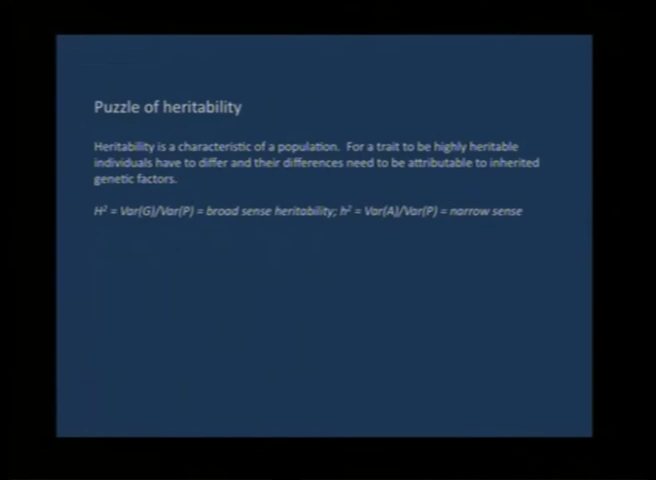 Puzzle of heritability
Heritability is a characteristic of a population. For a trait to be highly heritable
individuals have to differ and their differences need to be attributable to inherited
genetic factors.
H² = Var(G)/Var(P) = broad sense heritability; h² = Var(A)/Var(P) = narrow sense